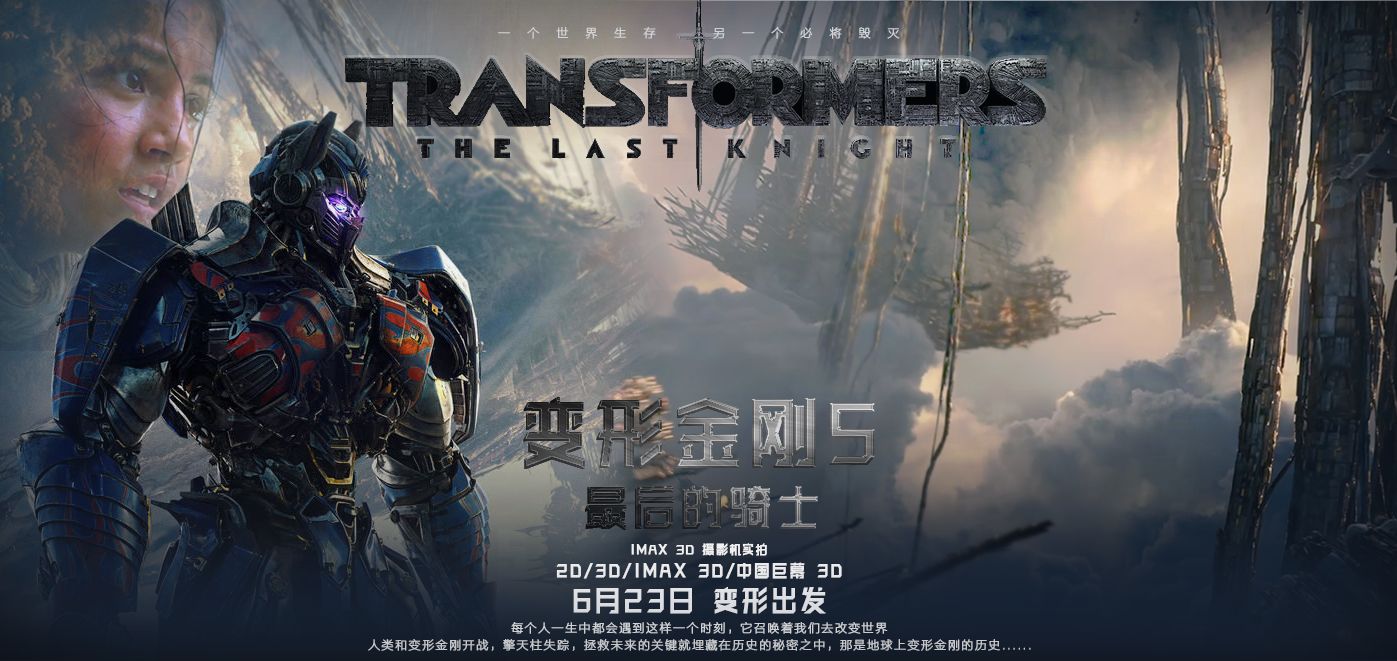 一个世界生存 另一个必将毁灭
TRANSFORMERS
THE LAST KNIGHT
变形金刚5
最后的骑士
IMAX 3D 摄影机实拍
2D/3D/IMAX 3D/中国巨幕 3D
6月23日 变形出发
每个人一生中都会遇到这样一个时刻，它召唤着我们去改变世界
人类和变形金刚开战，擎天柱失踪，拯救未来的关键就埋藏在历史的秘密之中，那是地球上变形金刚的历史……